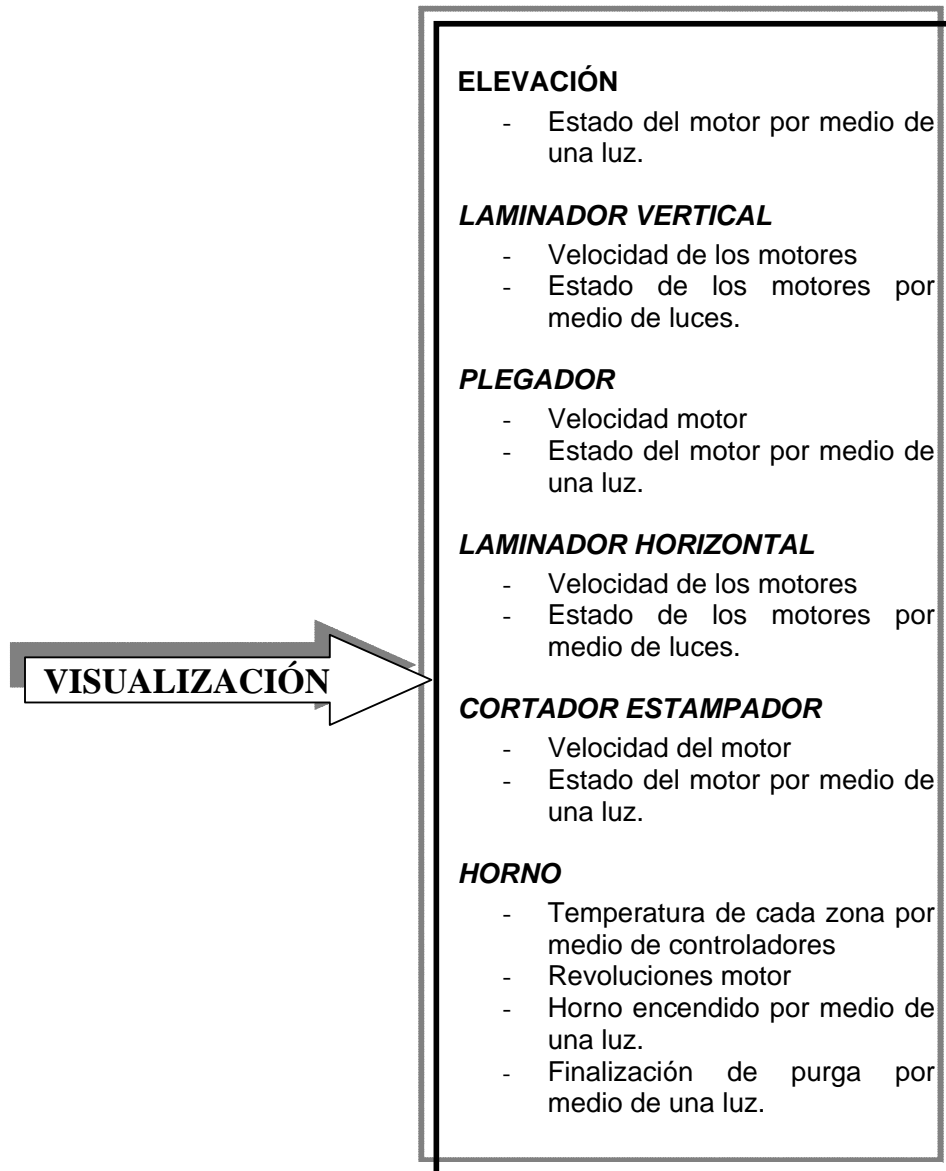 ELEVACIÓN
- Estado del motor por medio de
una luz.
LAMINADOR VERTICAL
- Velocidad de los motores
- Estado de los motores por
medio de luces.
PLEGADOR
- Velocidad motor
- Estado del motor por medio de
una luz.
LAMINADOR HORIZONTAL
- Velocidad de los motores
- Estado de los motores por
medio de luces.
VISUALIZACIÓN
CORTADOR ESTAMPADOR
- Velocidad del motor
- Estado del motor por medio de
una luz.
HORNO
- Temperatura de cada zona por
medio de controladores
- Revoluciones motor
- Horno encendido por medio de
una luz.
- Finalización de purga por
medio de una luz.